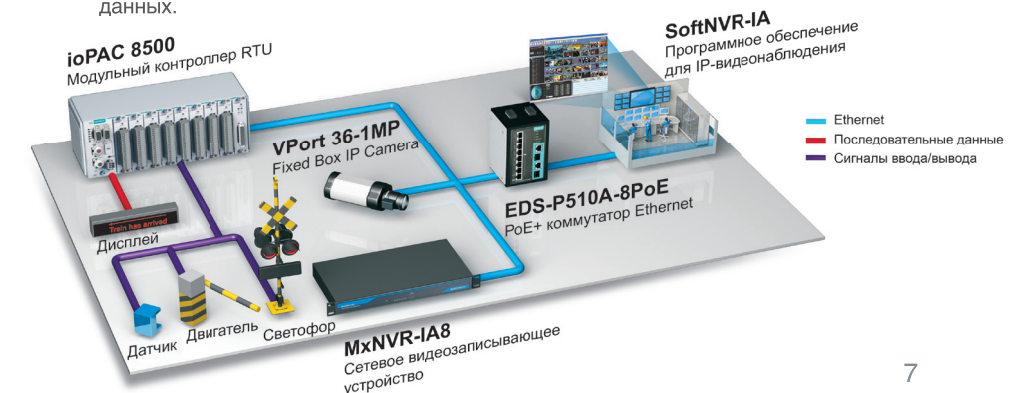 данных.
ioPAC 8500
Модульный контроллер RTU
SoftNVR-IA
Программное обеспечение
для IP-видеонаблюдения
VPort 36-1MP
Fixed Box IP Camera
Ethernet
Последовательные данные
Сигналы ввода/вывода
EDS-P510A-8PoE
PoE+ коммутатор Ethernet
Train has arrived
Дисплей
Датчик
Двигатель
Светофор
MxNVR-IA8
Сетевое видеозаписывающее
устройство
7